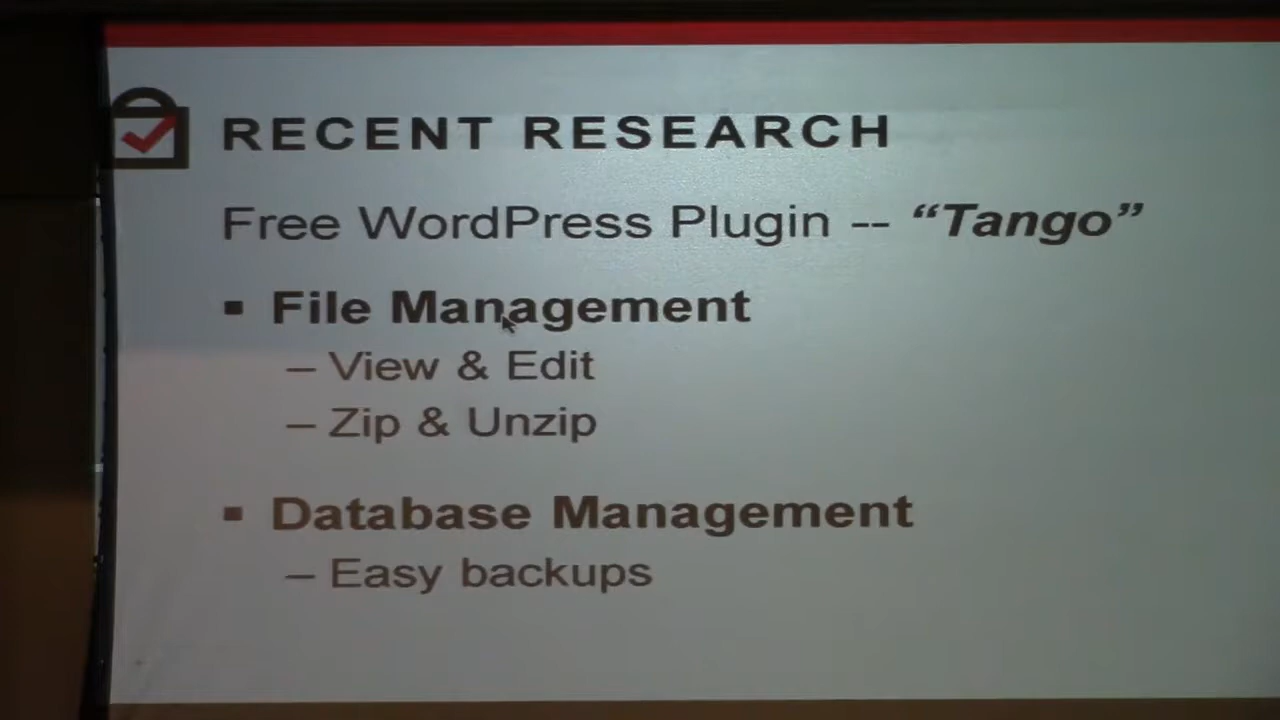 RECENT RESEARCH
Free WordPress Plugin -- “Tango”
▪ File Management
– View & Edit
– Zip & Unzip
▪ Database Management
– Easy backups